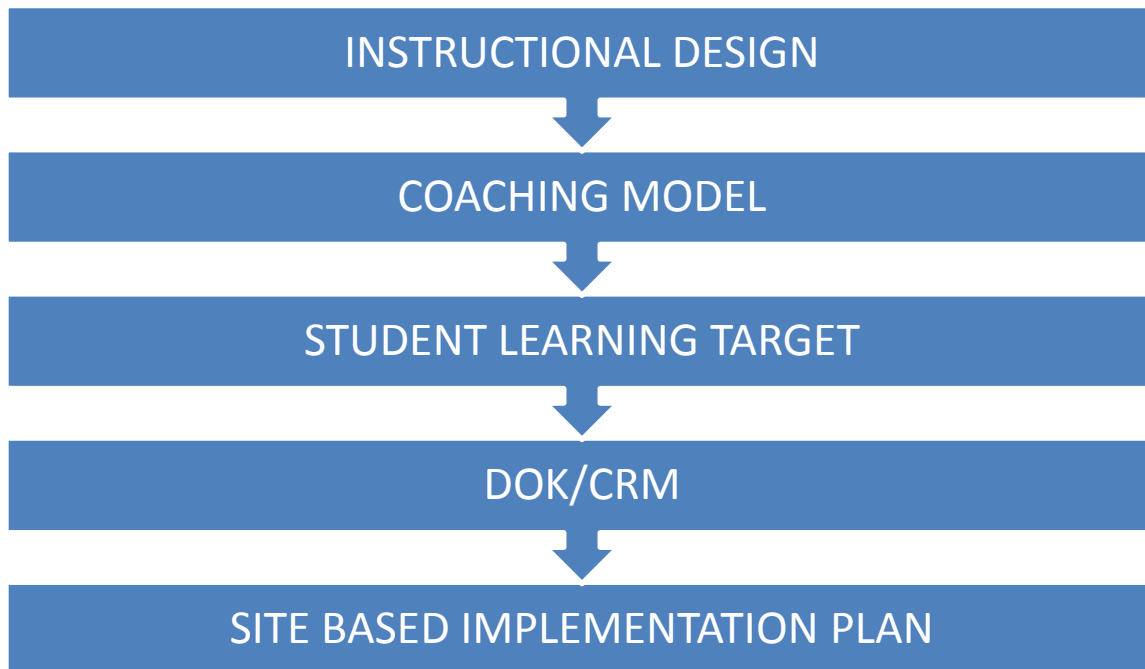 INSTRUCTIONAL DESIGN
COACHING MODEL
STUDENT LEARNING TARGET
DOK/CRM
SITE BASED IMPLEMENTATION PLAN